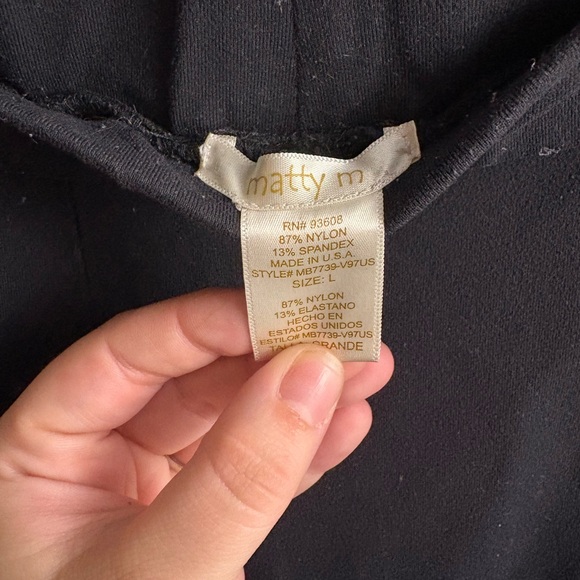 matty m
RN# 93608
87% NYLON
13% SPANDEX
MADE IN U.S.A.
STYLE# MB7739-V97US
SIZE: L
87% NYLON
13% ELASTANO
HECHO EN
ESTADOS UNIDOS
ESTILO# MB7739-V97US
TALLA: GRANDE